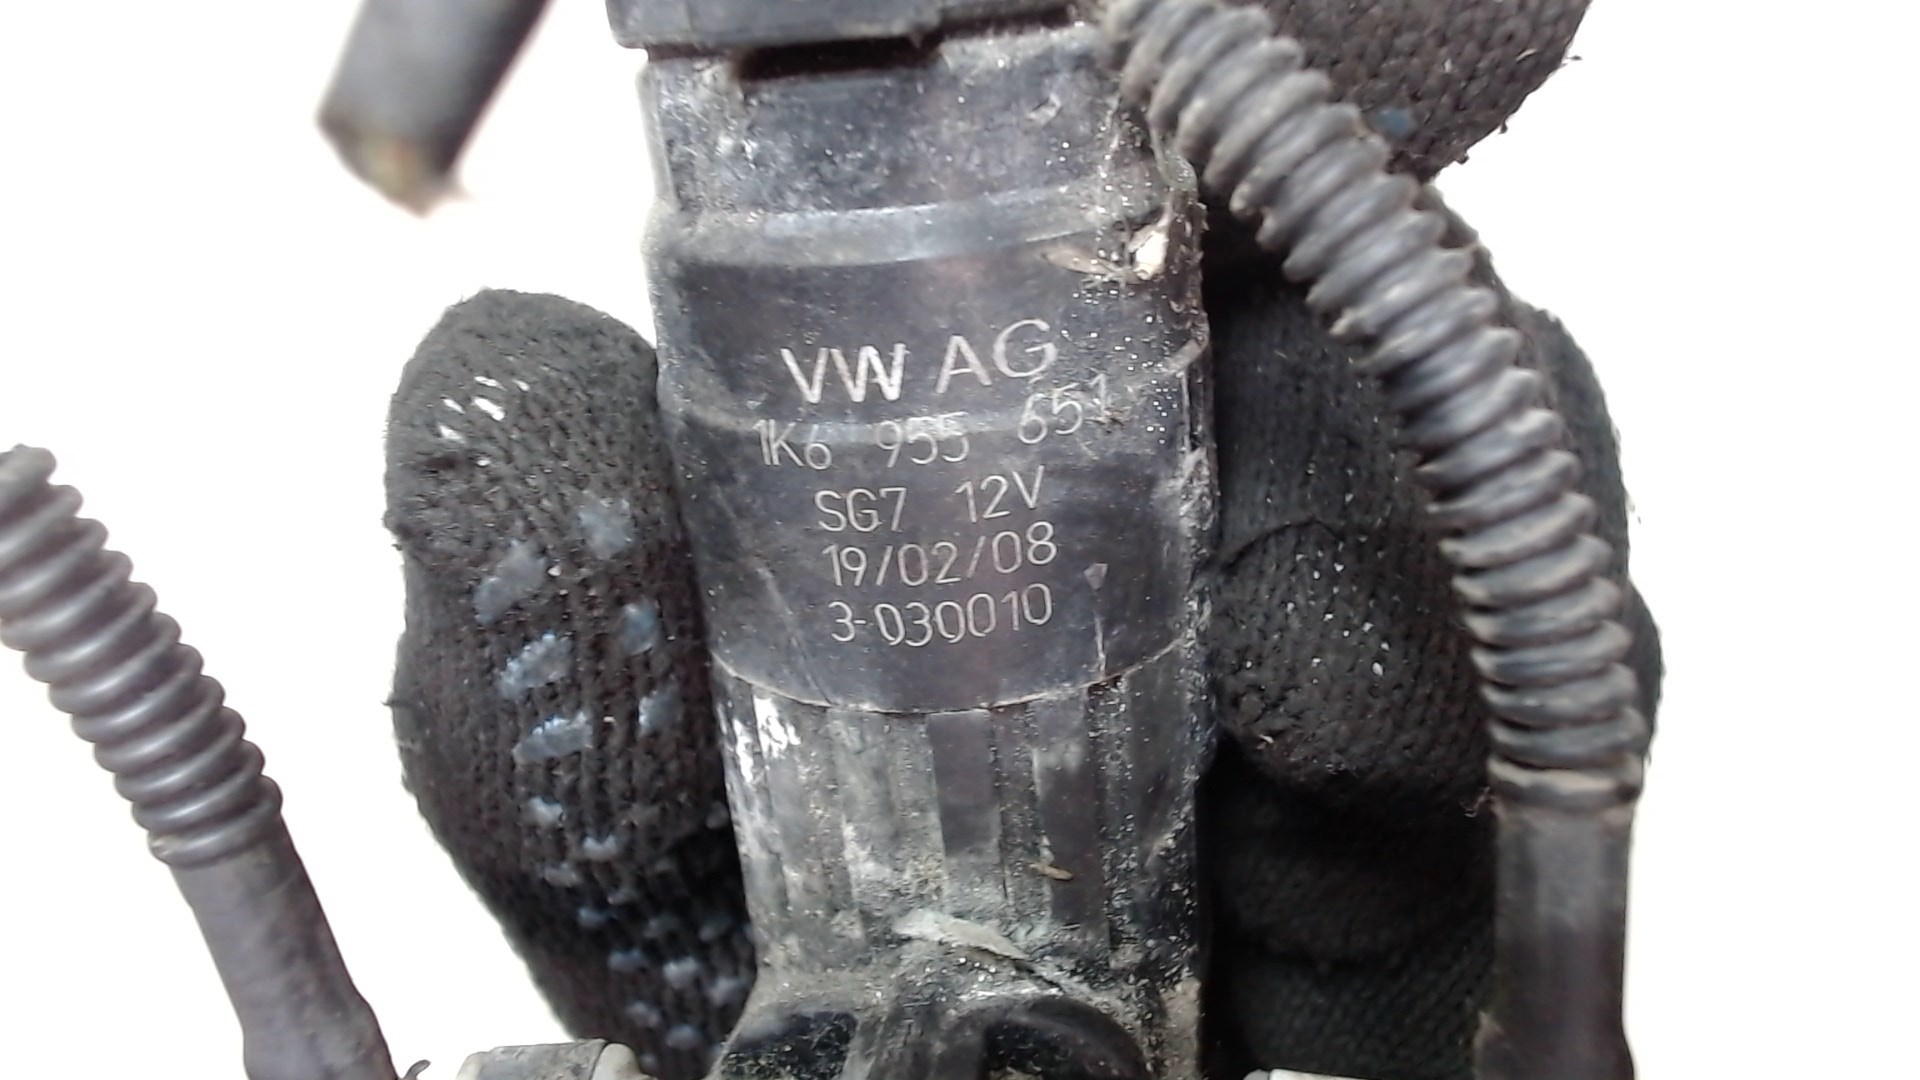 VW AG
1K6 955 651
SG7 12V
19/02/08
3-030010